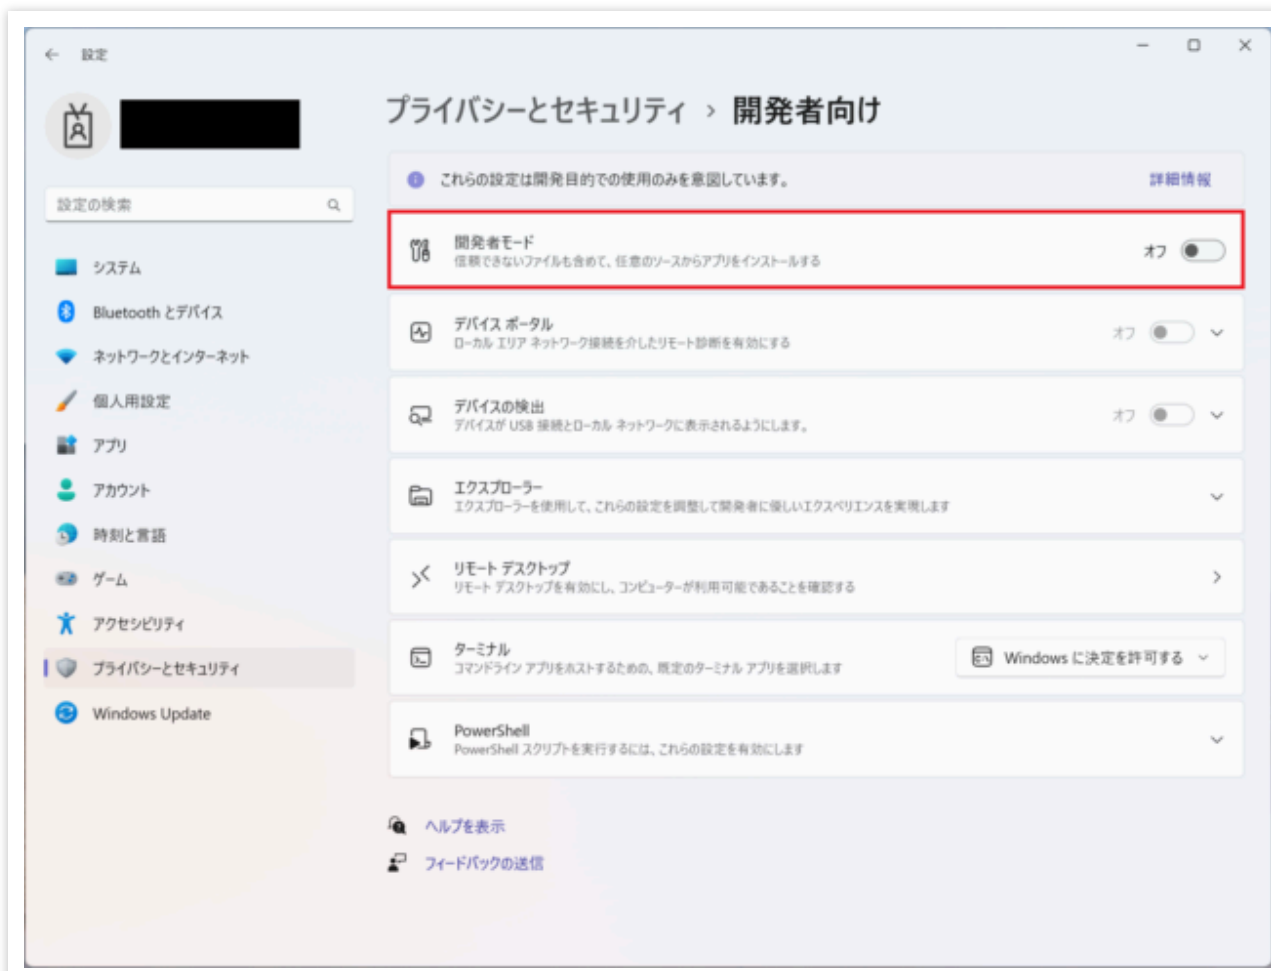 設定
プライバシーとセキュリティ › 開発者向け
これらの設定は開発目的での使用のみを意図しています。 詳細情報
設定の検索
開発者モード
信頼できないファイルも含めて、任意のソースからアプリをインストールする
オフ
システム
Bluetooth とデバイス
ネットワークとインターネット
個人用設定
アプリ
アカウント
時刻と言語
ゲーム
アクセシビリティ
プライバシーとセキュリティ
Windows Update
デバイス ポータル
ローカル エリア ネットワーク接続を介したリモート診断を有効にする
オフ
デバイスの検出
デバイスが USB 接続とローカル ネットワークに表示されるようにします。
オフ
エクスプローラー
エクスプローラーを使用して、これらの設定を調整して開発者に優しいエクスペリエンスを実現します
リモート デスクトップ
リモート デスクトップを有効にし、コンピューターが利用可能であることを確認する
ターミナル
コマンドライン アプリをホストするための、既定のターミナル アプリを選択します
Windows に決定を許可する
PowerShell
PowerShell スクリプトを実行するには、これらの設定を有効にします
ヘルプを表示
フィードバックの送信